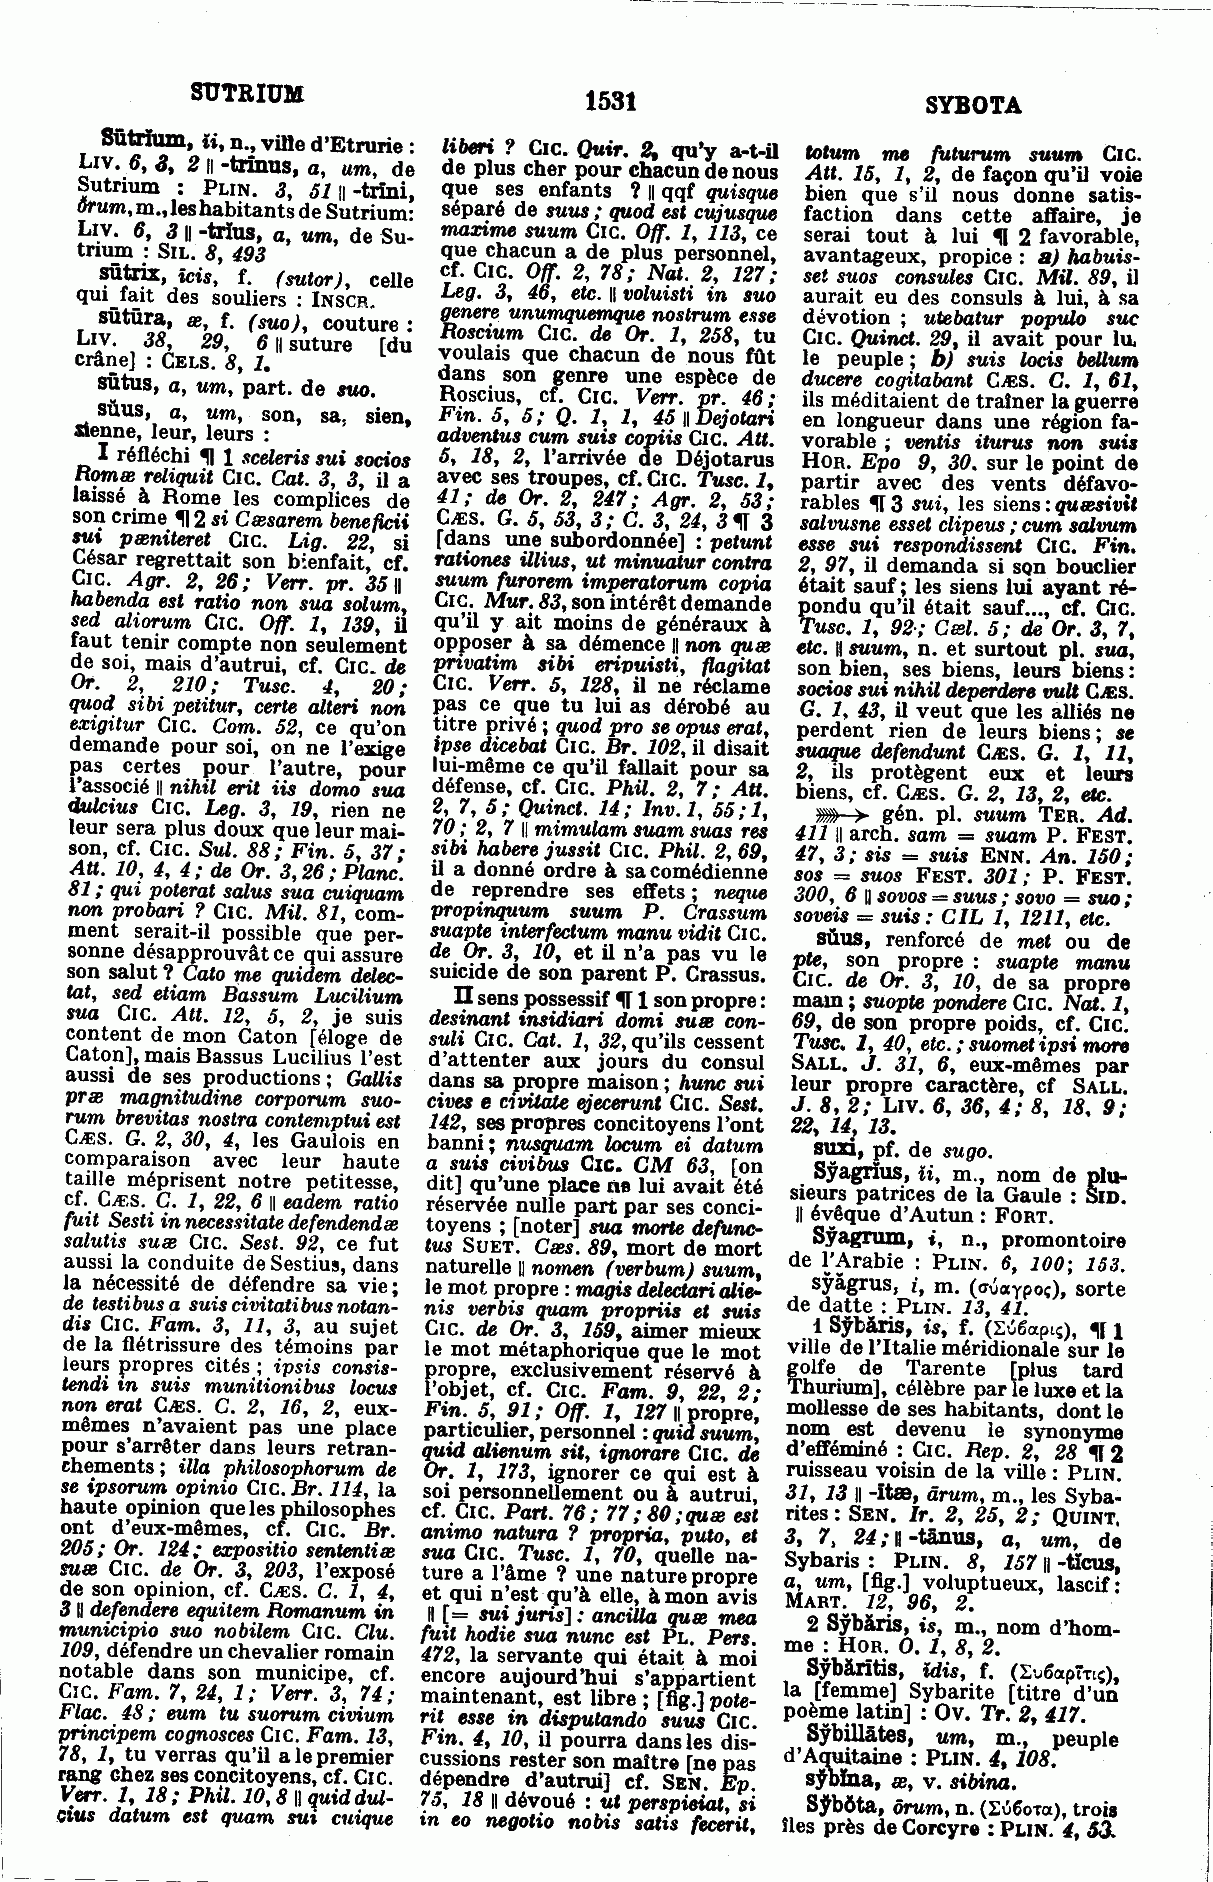 SUTRIUM
1531
SYBOTA
Sūtrĭum, ĭi, n., ville d'Etrurie :
LIV. 6, 3, 2 || -trīnus, a, um, de
Sutrium : PLIN. 3, 51 || -trīni,
ōrum, m., les habitants de Sutrium:
LIV. 6, 3 || -trĭus, a, um, de Su-
trium : SIL. 8, 493
sūtrix, īcis, f. (sutor), celle
qui fait des souliers : INSCR.
sūtūra, æ, f. (suo), couture :
LIV. 38, 29, 6 || suture [du
crâne] : CELS. 8, 1.
sūtus, a, um, part. de suo.
sŭus, a, um, son, sa, sien,
sienne, leur, leurs :
I réfléchi ¶ 1 sceleris sui socios
Romæ reliquit CIC. Cat. 3, 3, il a
laissé à Rome les complices de
son crime ¶ 2 si Cæsarem beneficii
sui pæniteret CIC. Lig. 22, si
César regrettait son bienfait, cf.
CIC. Agr. 2, 26; Verr. pr. 35 ||
habenda est ratio non sua solum,
sed aliorum CIC. Off. 1, 139, il
faut tenir compte non seulement
de soi, mais d'autrui, cf. CIC. de
Or. 2, 210; Tusc. 4, 20;
quod sibi petitur, certe alteri non
exigitur CIC. Com. 52, ce qu'on
demande pour soi, on ne l'exige
pas certes pour l'autre, pour
l'associé || nihil erit iis domo sua
dulcius CIC. Leg. 3, 19, rien ne
leur sera plus doux que leur mai-
son, cf. CIC. Sul. 88; Fin. 5, 37;
Att. 10, 4, 4; de Or. 3, 26; Planc.
81; qui poterat salus sua cuiquam
non probari ? CIC. Mil. 81, com-
ment serait-il possible que per-
sonne désapprouvât ce qui assure
son salut ? Cato me quidem delec-
tat, sed etiam Bassum Lucilium
sua CIC. Att. 12, 5, 2, je suis
content de mon Caton [éloge de
Caton], mais Bassus Lucilius l'est
aussi de ses productions; Gallis
præ magnitudine corporum suo-
rum brevitas nostra contemptui est
CÆS. G. 2, 30, 4, les Gaulois en
comparaison avec leur haute
taille méprisent notre petitesse,
cf. CÆS. C. 1, 22, 6 || eadem ratio
fuit Sesti in necessitate defendendæ
salutis suæ CIC. Sest. 92, ce fut
aussi la conduite de Sestius, dans
la nécessité de défendre sa vie;
de testibus a suis civitatibus notan-
dis CIC. Fam. 3, 11, 3, au sujet
de la flétrissure des témoins par
leurs propres cités; ipsis consis-
tendi in suis munitionibus locus
non erat CÆS. C. 2, 16, 2, eux-
mêmes n'avaient pas une place
pour s'arrêter dans leurs retran-
chements; illa philosophorum de
se ipsorum opinio CIC. Br. 114, la
haute opinion que les philosophes
ont d'eux-mêmes, cf. CIC. Br.
205; Or. 124; expositio sententiæ
suæ CIC. de Or. 3, 203, l'exposé
de son opinion, cf. CÆS. C. 1, 4,
3 || defendere equitem Romanum in
municipio suo nobilem CIC. Clu.
109, défendre un chevalier romain
notable dans son municipe, cf.
CIC. Fam. 7, 24, 1; Verr. 3, 74;
Flac. 48; eum tu suorum civium
principem cognosces CIC. Fam. 13,
78, 1, tu verras qu'il a le premier
rang chez ses concitoyens, cf. CIC.
Verr. 1, 18; Phil. 10, 8 || quid dul-
cius datum est quam sui cuique
liberi ? CIC. Quir. 2, qu'y a-t-il
de plus cher pour chacun de nous
que ses enfants ? || qqf quisque
séparé de suus; quod est cujusque
maxime suum CIC. Off. 1, 113, ce
que chacun a de plus personnel,
cf. CIC. Off. 2, 78; Nat. 2, 127;
Leg. 3, 46, etc. || voluisti in suo
genere unumquemque nostrum esse
Roscium CIC. de Or. 1, 258, tu
voulais que chacun de nous fût
dans son genre une espèce de
Roscius, cf. CIC. Verr. pr. 46;
Fin. 5, 5; Q. 1, 1, 45 || Dejotari
adventus cum suis copiis CIC. Att.
5, 18, 2, l'arrivée de Déjotarus
avec ses troupes, cf. CIC. Tusc. 1,
41; de Or. 2, 247; Agr. 2, 53;
CÆS. G. 5, 53, 3; C. 3, 24, 3 ¶ 3
[dans une subordonnée] : petunt
rationes illius, ut minuatur contra
suum furorem imperatorum copia
CIC. Mur. 83, son intérêt demande
qu'il y ait moins de généraux à
opposer à sa démence || non quæ
privatim sibi eripuisti, flagitat
CIC. Verr. 5, 128, il ne réclame
pas ce que tu lui as dérobé au
titre privé; quod pro se opus erat,
ipse dicebat CIC. Br. 102, il disait
lui-même ce qu'il fallait pour sa
défense, cf. CIC. Phil. 2, 7; Att.
2, 7, 5; Quinct. 14; Inv. 1, 55; 1,
70; 2, 7 || mimulam suam suas res
sibi habere jussit CIC. Phil. 2, 69,
il a donné ordre à sa comédienne
de reprendre ses effets; neque
propinquum suum P. Crassum
suapte interfectum manu vidit CIC.
de Or. 3, 10, et il n'a pas vu le
suicide de son parent P. Crassus.
II sens possessif ¶ 1 son propre:
desinant insidiari domi suæ con-
suli CIC. Cat. 1, 32, qu'ils cessent
d'attenter aux jours du consul
dans sa propre maison; hunc sui
cives e civitate ejecerunt CIC. Sest.
142, ses propres concitoyens l'ont
banni; nusquam locum ei datum
a suis civibus CIC. CM 63, [on
dit] qu'une place ne lui avait été
réservée nulle part par ses conci-
toyens ; [noter] sua morte defunc-
tus SUET. Cæs. 89, mort de mort
naturelle || nomen (verbum) suum,
le mot propre : magis delectari alie-
nis verbis quam propriis et suis
CIC. de Or. 3, 159, aimer mieux
le mot métaphorique que le mot
propre, exclusivement réservé à
l'objet, cf. CIC. Fam. 9, 22, 2;
Fin. 5, 91; Off. 1, 127 || propre,
particulier, personnel : quid suum,
quid alienum sit, ignorare CIC. de
Or. 1, 173, ignorer ce qui est à
soi personnellement ou à autrui,
cf. CIC. Part. 76; 77; 80; quæ est
animo natura ? propria, puto, et
sua CIC. Tusc. 1, 70, quelle na-
ture a l'âme ? une nature propre
et qui n'est qu'à elle, à mon avis
|| [= sui juris] : ancilla quæ mea
fuit hodie sua nunc est PL. Pers.
472, la servante qui était à moi
encore aujourd'hui s'appartient
maintenant, est libre; [fig.] pote-
rit esse in disputando suus CIC.
Fin. 4, 10, il pourra dans les dis-
cussions rester son maître [ne pas
dépendre d'autrui] cf. SEN. Ep.
75, 18 || dévoué : ut perspiciat, si
in eo negotio nobis satis fecerit,
totum me futurum suum CIC.
Att. 15, 1, 2, de façon qu'il voie
bien que s'il nous donne satis-
faction dans cette affaire, je
serai tout à lui ¶ 2 favorable,
avantageux, propice : a) habuis-
set suos consules CIC. Mil. 89, il
aurait eu des consuls à lui, à sa
dévotion ; utebatur populo suo
CIC. Quinct. 29, il avait pour lui
le peuple; b) suis locis bellum
ducere cogitabant CÆS. C. 1, 61,
ils méditaient de traîner la guerre
en longueur dans une région fa-
vorable ; ventis iturus non suis
HOR. Epo 9, 30. sur le point de
partir avec des vents défavo-
rables ¶ 3 sui, les siens : quæsivit
salvusne esset clipeus; cum salvum
esse sui respondissent CIC. Fin.
2, 97, il demanda si son bouclier
était sauf; les siens lui ayant ré-
pondu qu'il était sauf..., cf. CIC.
Tusc. 1, 92; Cæl. 5; de Or. 3, 7,
etc. || suum, n. et surtout pl. sua,
son bien, ses biens, leurs biens:
socios sui nihil deperdere vult CÆS.
G. 1, 43, il veut que les alliés ne
perdent rien de leurs biens; se
suaque defendunt CÆS. G. 1, 11,
2, ils protègent eux et leurs
biens, cf. CÆS. G. 2, 13, 2, etc.
⟫→ gén. pl. suum TER. Ad.
411 || arch. sam = suam P. FEST.
47, 3; sis = suis ENN. An. 150;
sos = suos FEST. 301; P. FEST.
300, 6 || sovos = suus; sovo = suo;
soveis = suis : CIL 1, 1211, etc.
sŭus, renforcé de met ou de
pte, son propre : suapte manu
CIC. de Or. 3, 10, de sa propre
main; suopte pondere CIC. Nat. 1,
69, de son propre poids, cf. CIC.
Tusc. 1, 40, etc.; suomet ipsi more
SALL. J. 31, 6, eux-mêmes par
leur propre caractère, cf SALL.
J. 8, 2; LIV. 6, 36, 4; 8, 18, 9;
22, 14, 13.
suxi, pf. de sugo.
Sўagrĭus, ĭi, m., nom de plu-
sieurs patrices de la Gaule : SID.
|| évêque d'Autun : FORT.
Sўagrum, i, n., promontoire
de l'Arabie : PLIN. 6, 100; 153.
sўāgrus, i, m. (σύαγρος), sorte
de datte : PLIN. 13, 41.
1 Sўbăris, is, f. (Σύβαρις), ¶ 1
ville de l'Italie méridionale sur le
golfe de Tarente [plus tard
Thurium], célèbre par le luxe et la
mollesse de ses habitants, dont le
nom est devenu le synonyme
d'efféminé : CIC. Rep. 2, 28 ¶ 2
ruisseau voisin de la ville : PLIN.
31, 13 || -ītæ, ārum, m., les Syba-
rites : SEN. Ir. 2, 25, 2; QUINT.
3, 7, 24; || -tānus, a, um, de
Sybaris : PLIN. 8, 157 || -tĭcus,
a, um, [fig.] voluptueux, lascif :
MART. 12, 96, 2.
2 Sўbăris, is, m., nom d'hom-
me : HOR. O. 1, 8, 2.
Sўbărītis, ĭdis, f. (Συβαρῖτις),
la [femme] Sybarite [titre d'un
poème latin] : OV. Tr. 2, 417.
Sўbillātes, um, m., peuple
d'Aquitaine : PLIN. 4, 108.
sўbīna, æ, v. sibina.
Sўbŏta, ōrum, n. (Σύβοτα), trois
îles près de Corcyre : PLIN. 4, 53.